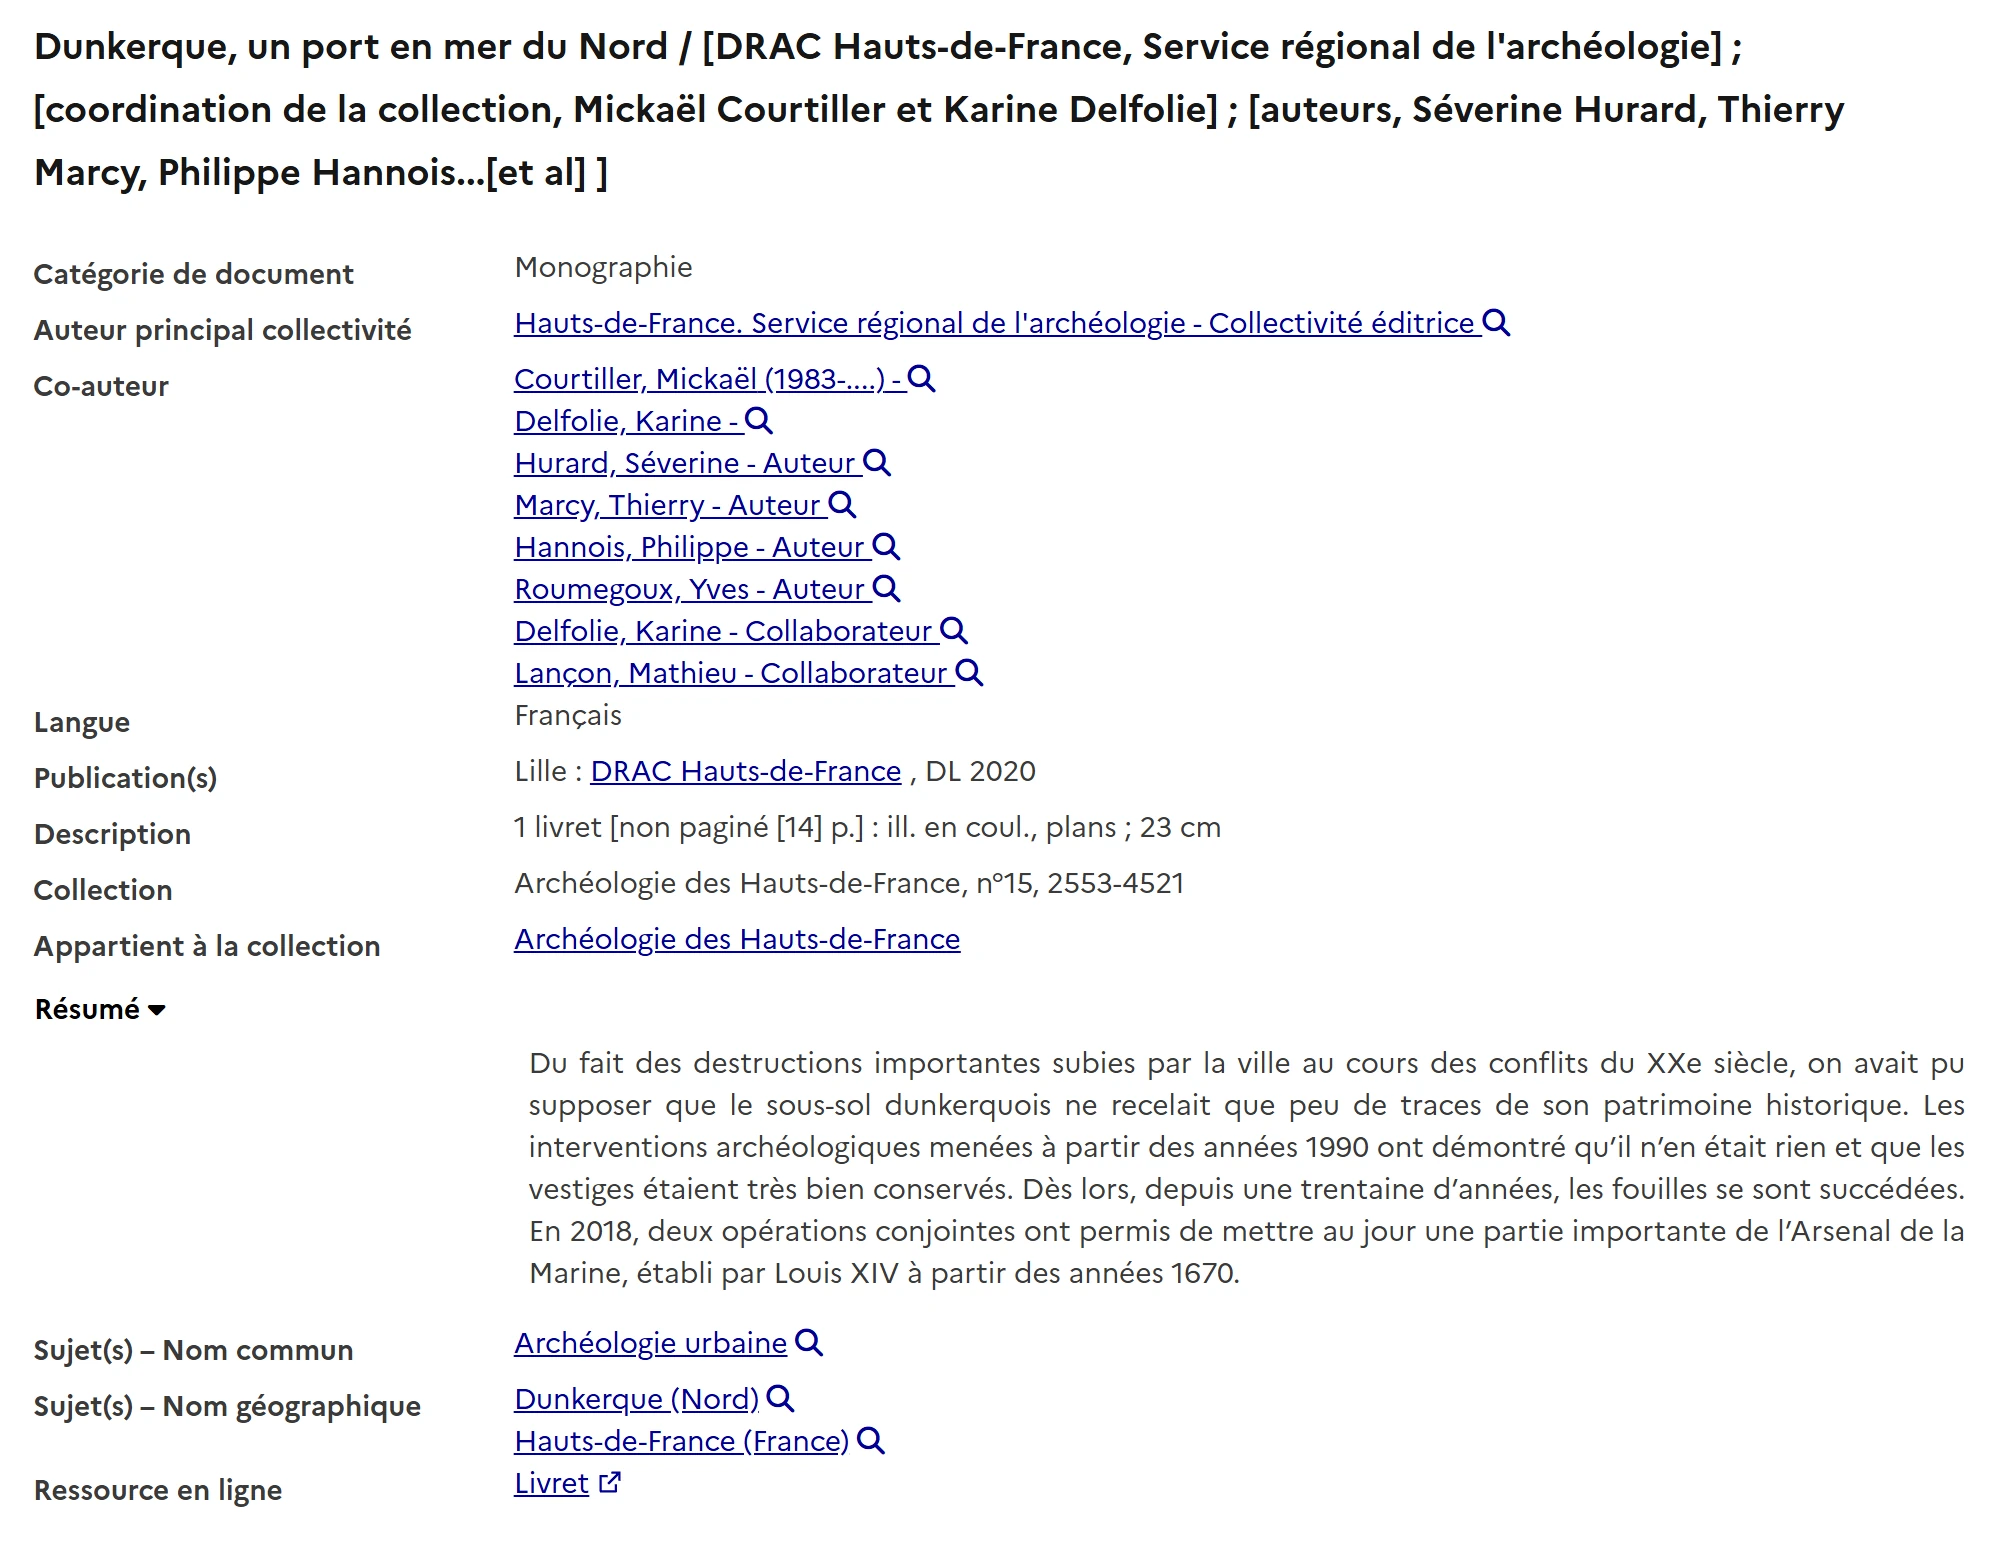 Dunkerque, un port en mer du Nord / [DRAC Hauts-de-France, Service régional de l'archéologie] ;
[coordination de la collection, Mickaël Courtiller et Karine Delfolie] ; [auteurs, Séverine Hurard, Thierry
Marcy, Philippe Hannois...[et al] ]
Catégorie de document Monographie
Auteur principal collectivité Hauts-de-France. Service régional de l'archéologie - Collectivité éditrice
Co-auteur Courtiller, Mickaël (1983-....) -
Delfolie, Karine -
Hurard, Séverine - Auteur
Marcy, Thierry - Auteur
Hannois, Philippe - Auteur
Roumegoux, Yves - Auteur
Delfolie, Karine - Collaborateur
Lançon, Mathieu - Collaborateur
Langue Français
Publication(s) Lille : DRAC Hauts-de-France , DL 2020
Description 1 livret [non paginé [14] p.] : ill. en coul., plans ; 23 cm
Collection Archéologie des Hauts-de-France, n°15, 2553-4521
Appartient à la collection Archéologie des Hauts-de-France
Résumé
Du fait des destructions importantes subies par la ville au cours des conflits du XXe siècle, on avait pu
supposer que le sous-sol dunkerquois ne recelait que peu de traces de son patrimoine historique. Les
interventions archéologiques menées à partir des années 1990 ont démontré qu’il n’en était rien et que les
vestiges étaient très bien conservés. Dès lors, depuis une trentaine d’années, les fouilles se sont succédées.
En 2018, deux opérations conjointes ont permis de mettre au jour une partie importante de l’Arsenal de la
Marine, établi par Louis XIV à partir des années 1670.
Sujet(s) – Nom commun Archéologie urbaine
Sujet(s) – Nom géographique Dunkerque (Nord)
Hauts-de-France (France)
Ressource en ligne Livret